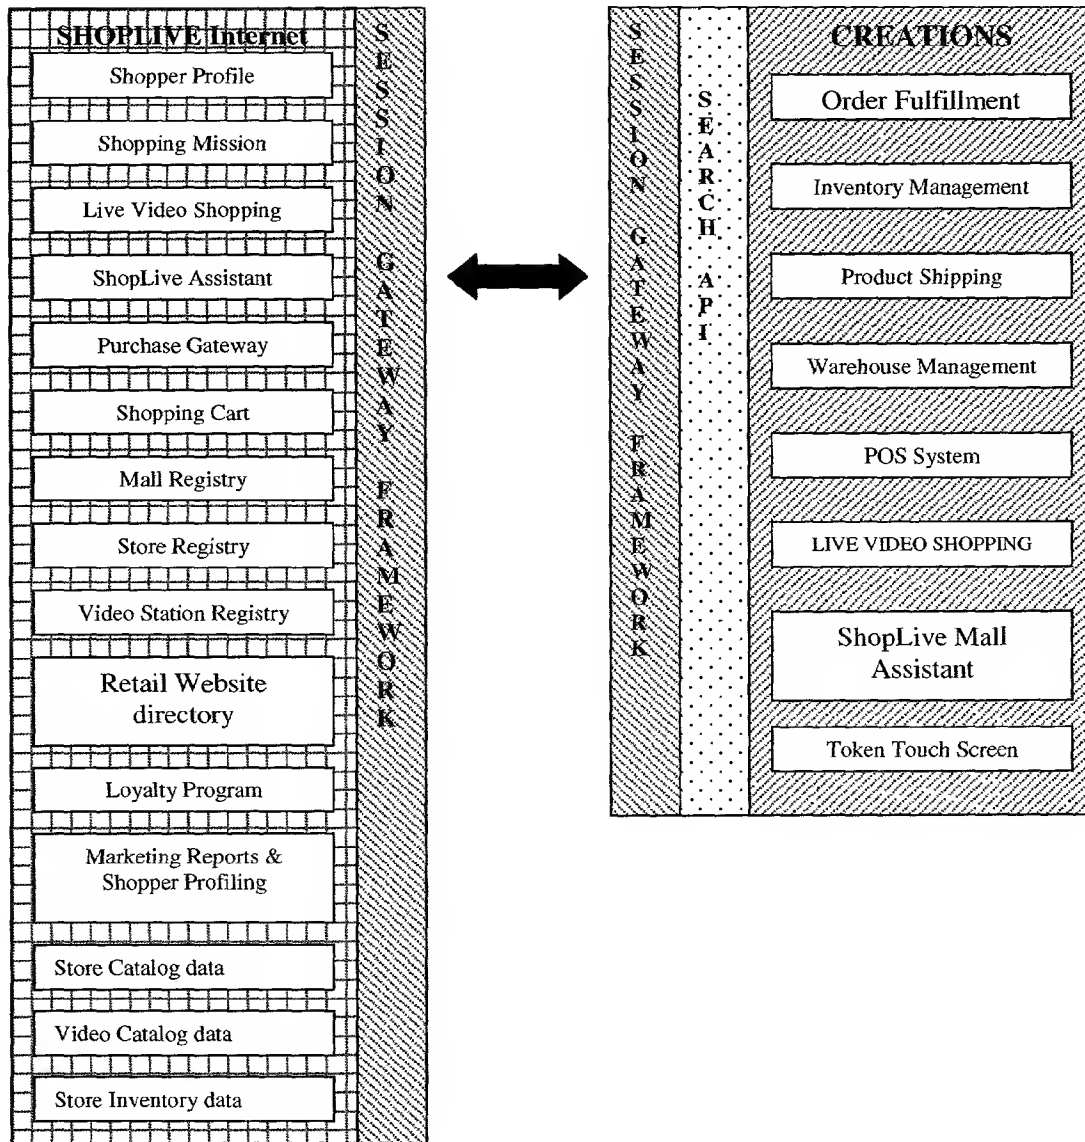 SHOPLIVE Internet
Shopper Profile
Shopping Mission
Live Video Shopping
ShopLive Assistant
Purchase Gateway
Shopping Cart
Mall Registry
Store Registry
Video Station Registry
Retail Website
directory
Loyalty Program
Marketing Reports &
Shopper Profiling
Store Catalog data
Video Catalog data
Store Inventory data
SESSION GATEWAY FRAMEWORK
SESSION GATEWAY FRAMEWORK
SEARCH API
CREATIONS
Order Fulfillment
Inventory Management
Product Shipping
Warehouse Management
POS System
LIVE VIDEO SHOPPING
ShopLive Mall
Assistant
Token Touch Screen